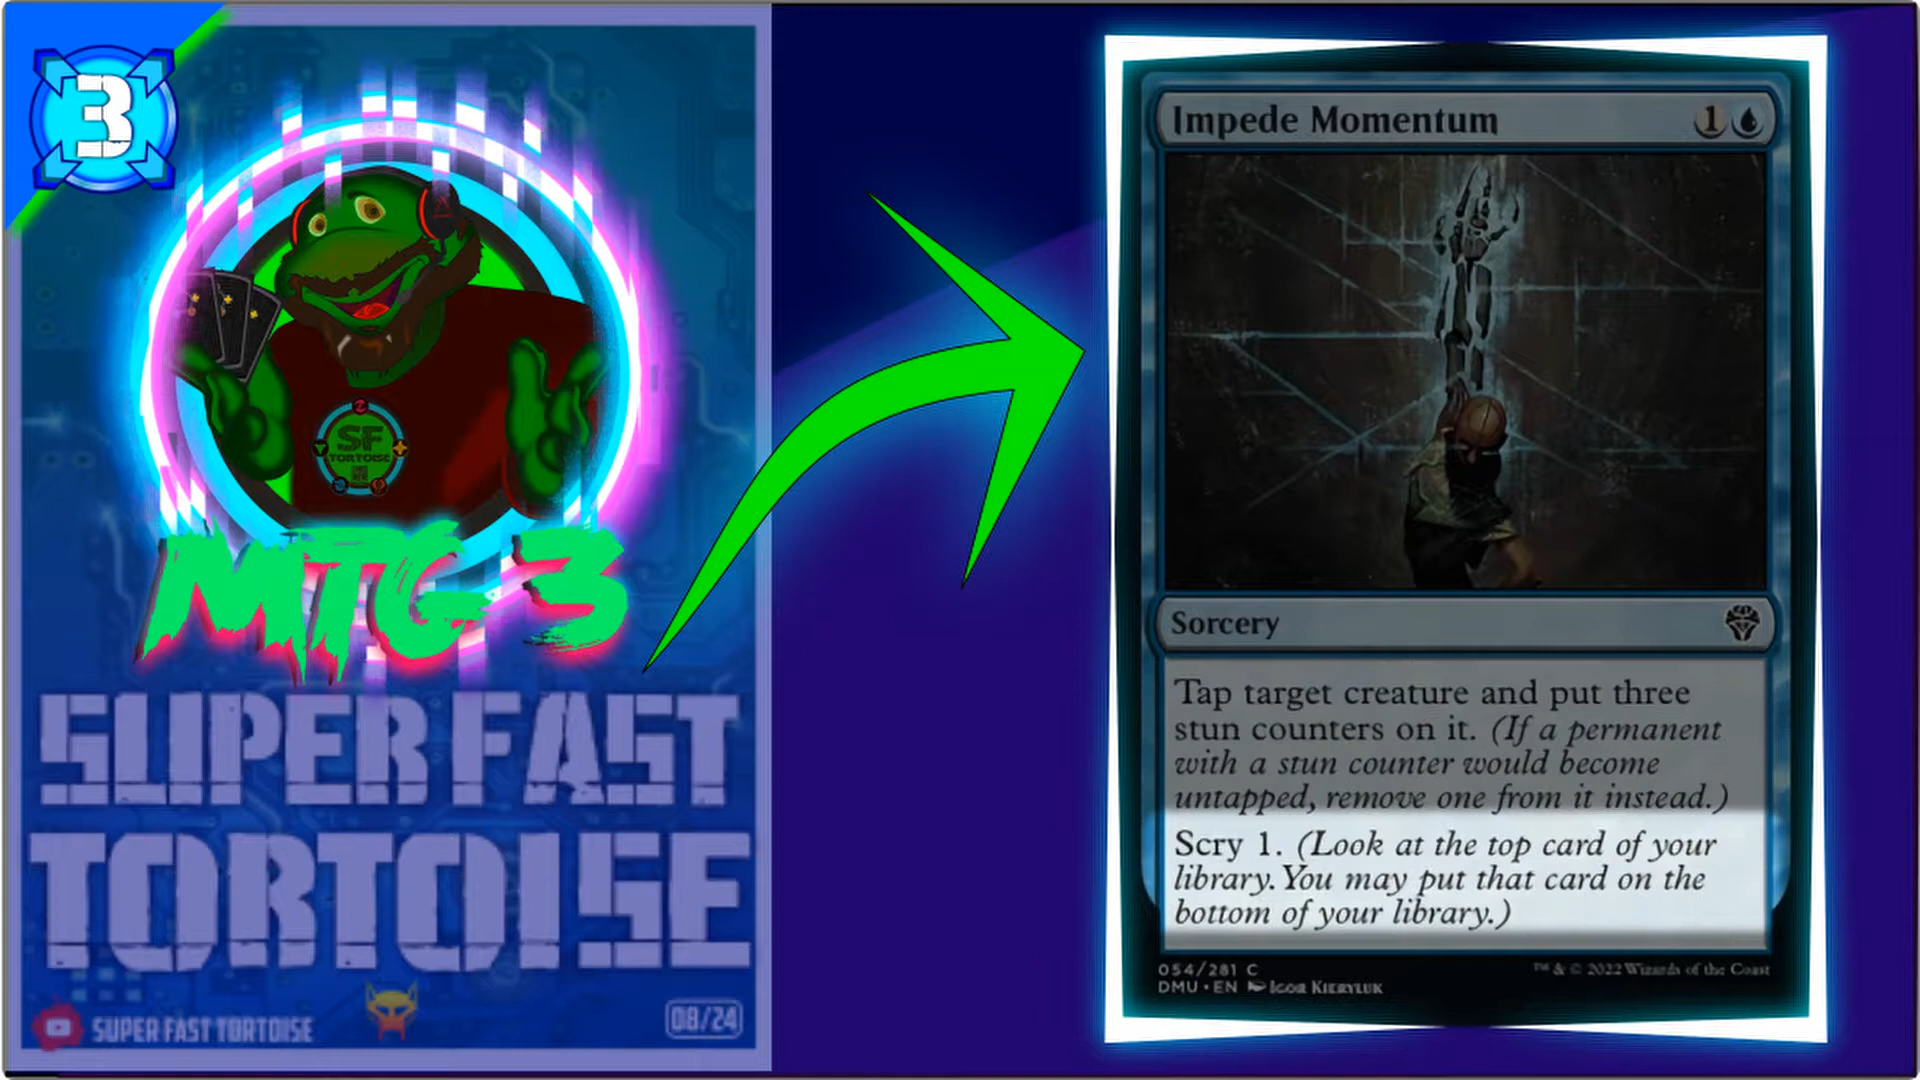 3
SF
TORTOISE
MTG 3
SUPER FAST
TORTOISE
SUPER FAST TORTOISE
08/24
Impede Momentum 1
Sorcery
Tap target creature and put three
stun counters on it. (If a permanent
with a stun counter would become
untapped, remove one from it instead.)
Scry 1. (Look at the top card of your
library. You may put that card on the
bottom of your library.)
054/281 C
DMU • EN Igor Kieryluk
™ & © 2022 Wizards of the Coast